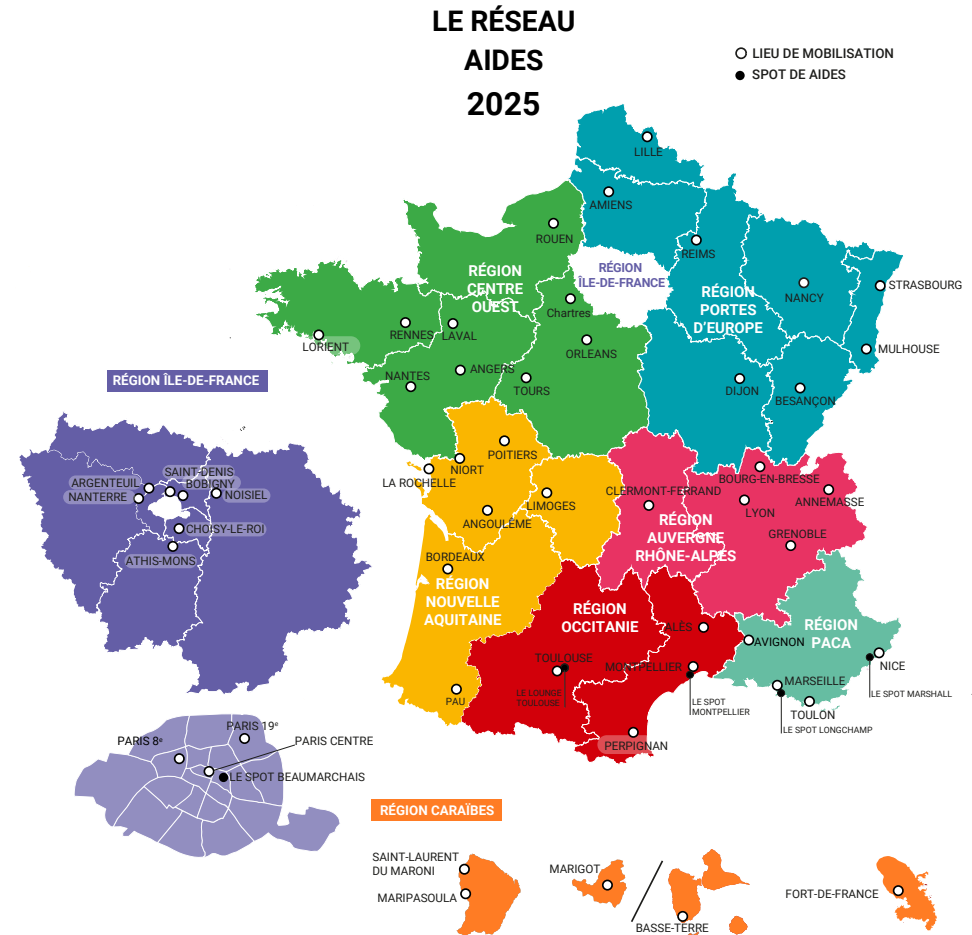 LE RÉSEAU
AIDES
2025
LIEU DE MOBILISATION
SPOT DE AIDES
LILLE
AMIENS
ROUEN
REIMS
RÉGION
ÎLE-DE-FRANCE
RÉGION
CENTRE
OUEST
RÉGION
PORTES
D'EUROPE
NANCY
STRASBOURG
Chartres
RENNES
LAVAL
LORIENT
ORLEANS
MULHOUSE
ANGERS
NANTES
TOURS
DIJON
BESANÇON
RÉGION ÎLE-DE-FRANCE
POITIERS
NIORT
LA ROCHELLE
SAINT-DENIS
ARGENTEUIL
BOBIGNY
NANTERRE
NOISIEL
CHOISY-LE-ROI
ATHIS-MONS
BOURG-EN-BRESSE
CLERMONT-FERRAND
ANNEMASSE
LIMOGES
LYON
ANGOULÊME
RÉGION
AUVERGNE
RHÔNE-ALPES
GRENOBLE
BORDEAUX
RÉGION
NOUVELLE
AQUITAINE
RÉGION
OCCITANIE
ALÈS
RÉGION
PACA
AVIGNON
TOULOUSE
MONTPELLIER
NICE
MARSEILLE
LE LOUNGE
TOULOUSE
LE SPOT MARSHALL
PAU
LE SPOT
MONTPELLIER
TOULON
LE SPOT LONGCHAMP
PERPIGNAN
PARIS 19e
PARIS 8e
PARIS CENTRE
LE SPOT BEAUMARCHAIS
RÉGION CARAÏBES
SAINT-LAURENT
DU MARONI
MARIPASOULA
MARIGOT
BASSE-TERRE
FORT-DE-FRANCE